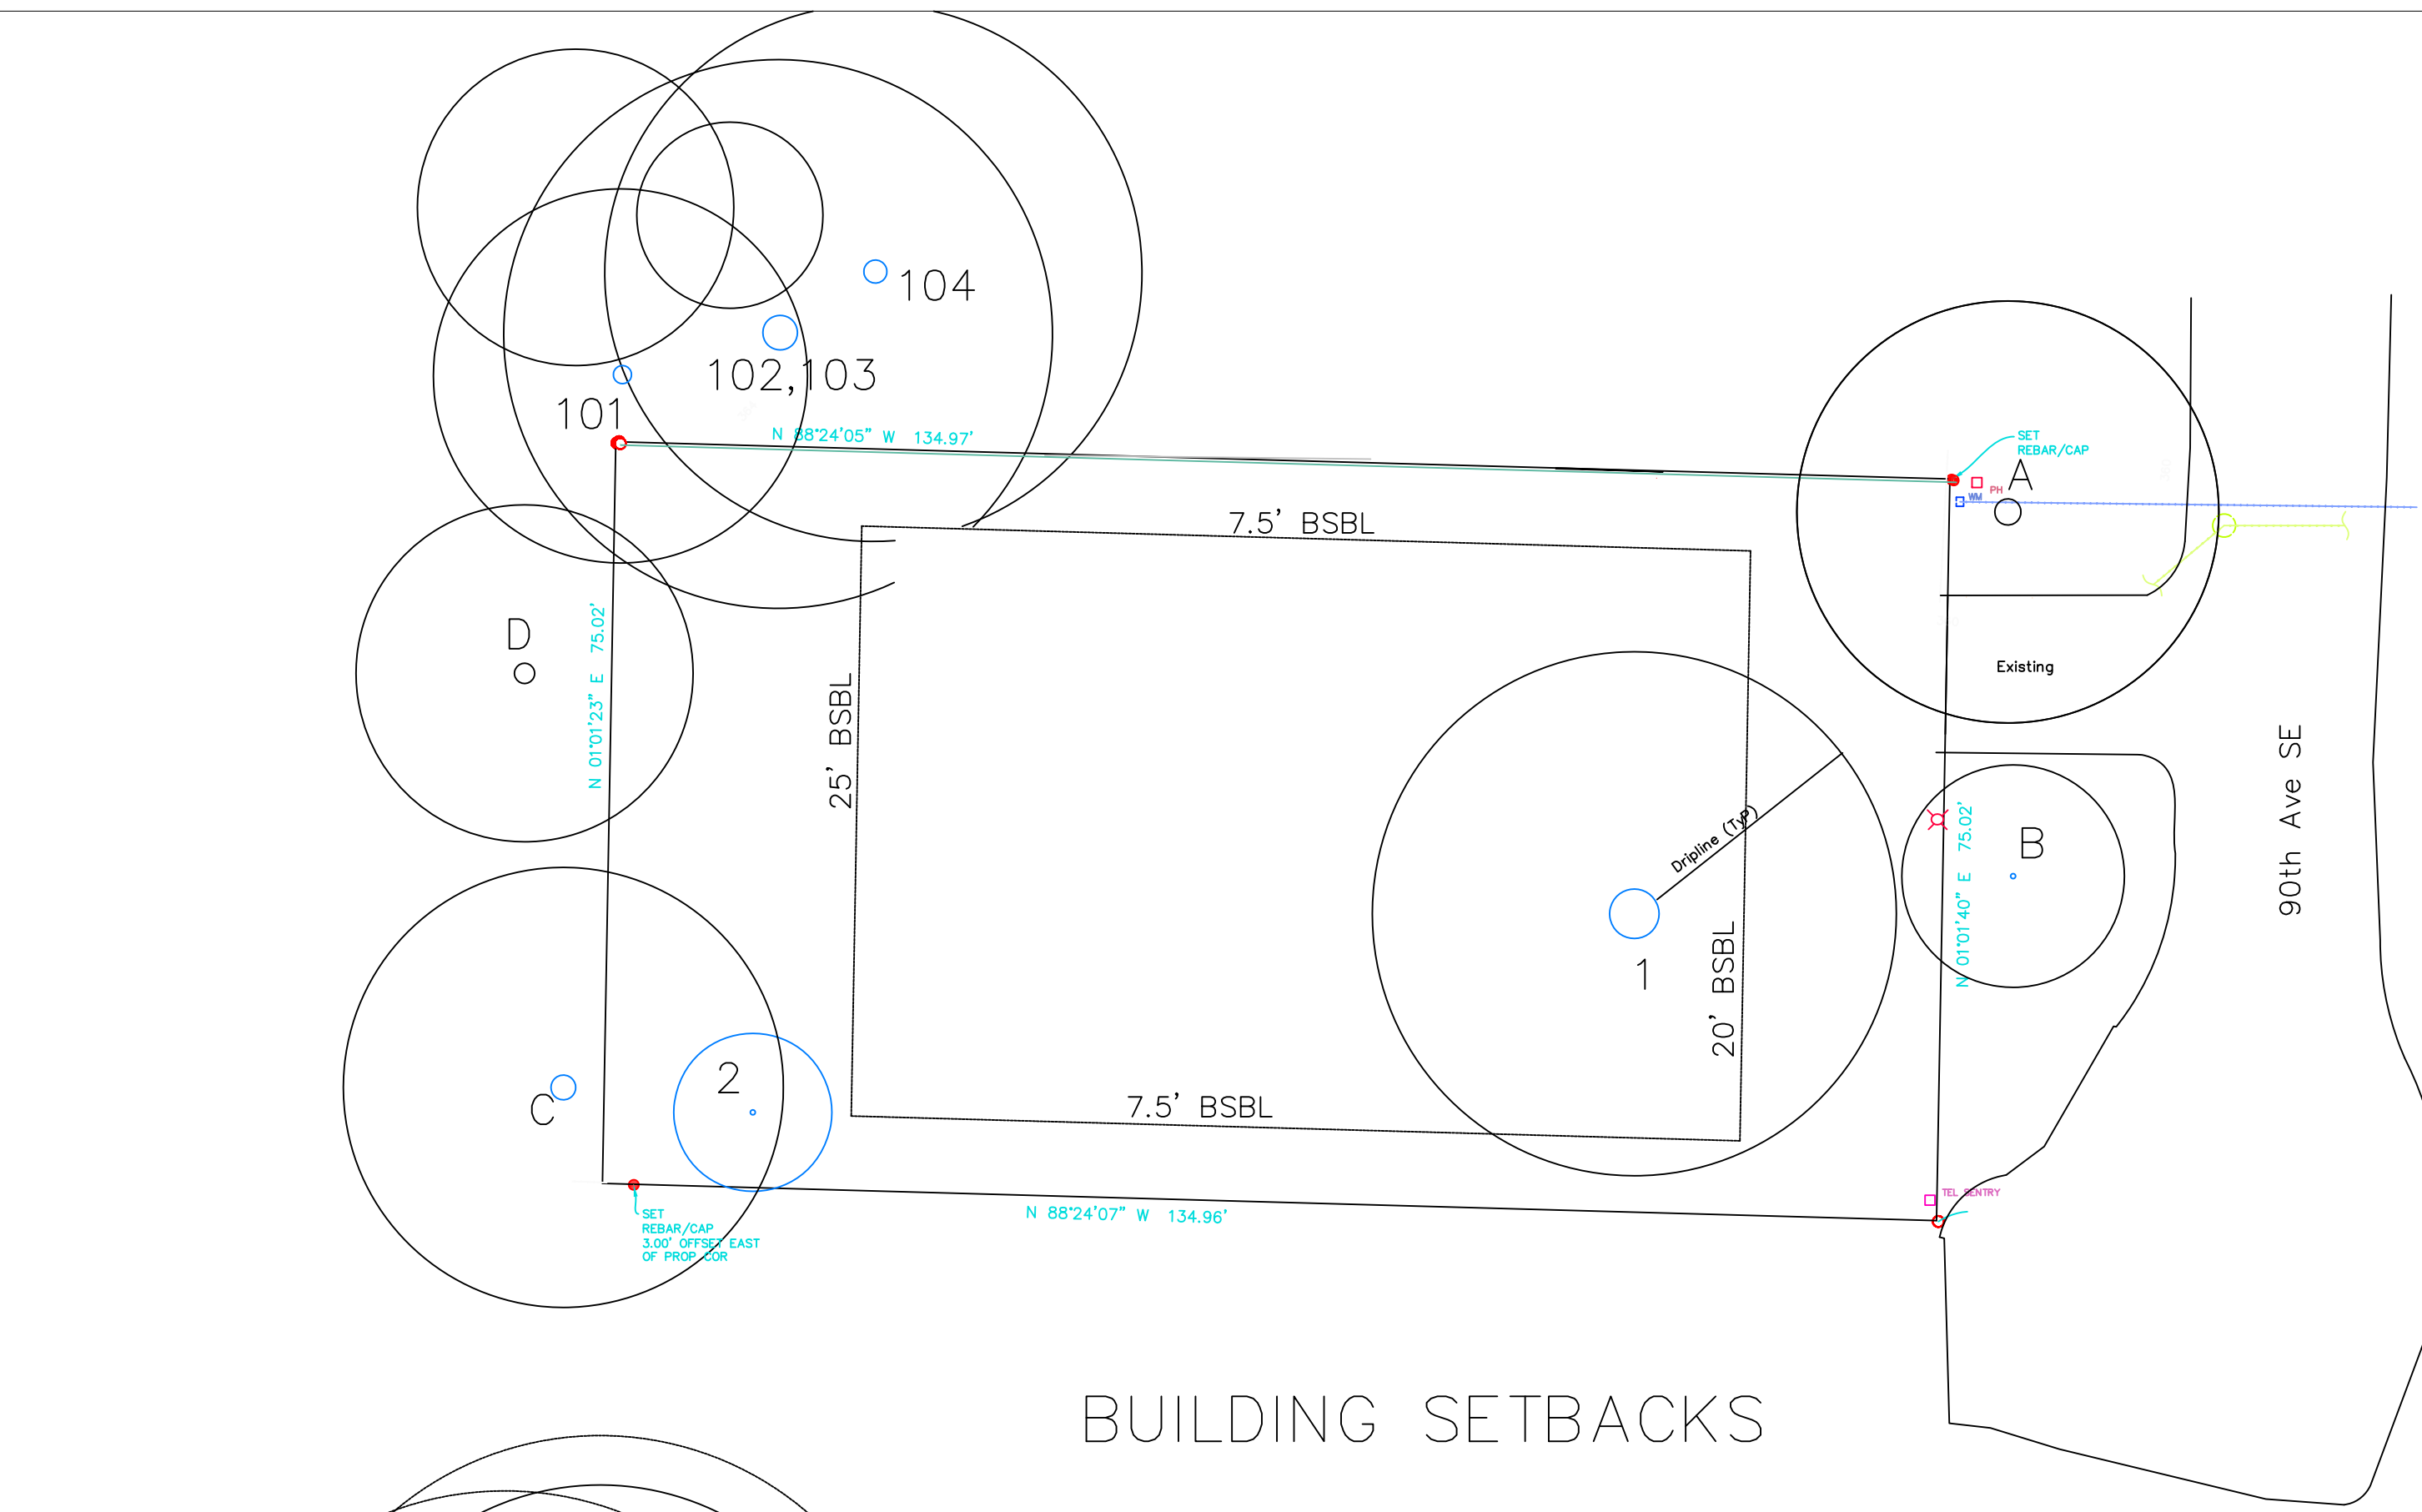 104
102,103
101
N 88°24'05" W 134.97'
SET
REBAR/CAP
A
PH
WM
7.5' BSBL
D
N 01°01'23" E 75.02'
25' BSBL
Existing
90th Ave SE
Dripline (TyP)
B
N 01°01'40" E 75.02'
1
20' BSBL
2
C
7.5' BSBL
TEL SENTRY
SET
REBAR/CAP
3.00' OFFSET EAST
OF PROP COR
N 88°24'07" W 134.96'
BUILDING SETBACKS